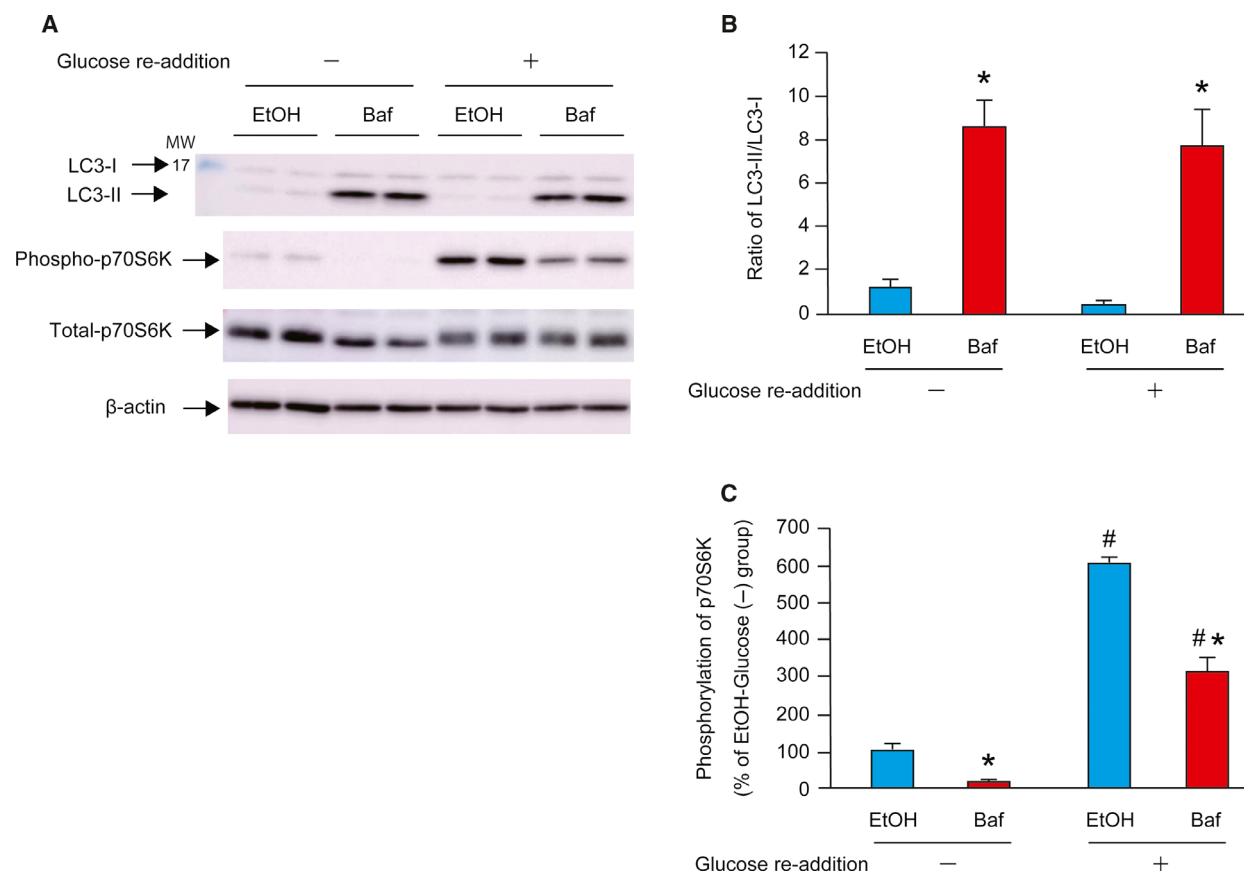 A
Glucose re-addition − +
EtOH Baf EtOH Baf
MW
LC3-I 17
LC3-II
Phospho-p70S6K
Total-p70S6K
β-actin
B
Ratio of LC3-II/LC3-I
12
10
8
6
4
2
0
* *
EtOH Baf EtOH Baf
Glucose re-addition − +
C
Phosphorylation of p70S6K
(% of EtOH-Glucose (−) group)
700
600
500
400
300
200
100
0
* # # *
EtOH Baf EtOH Baf
Glucose re-addition − +